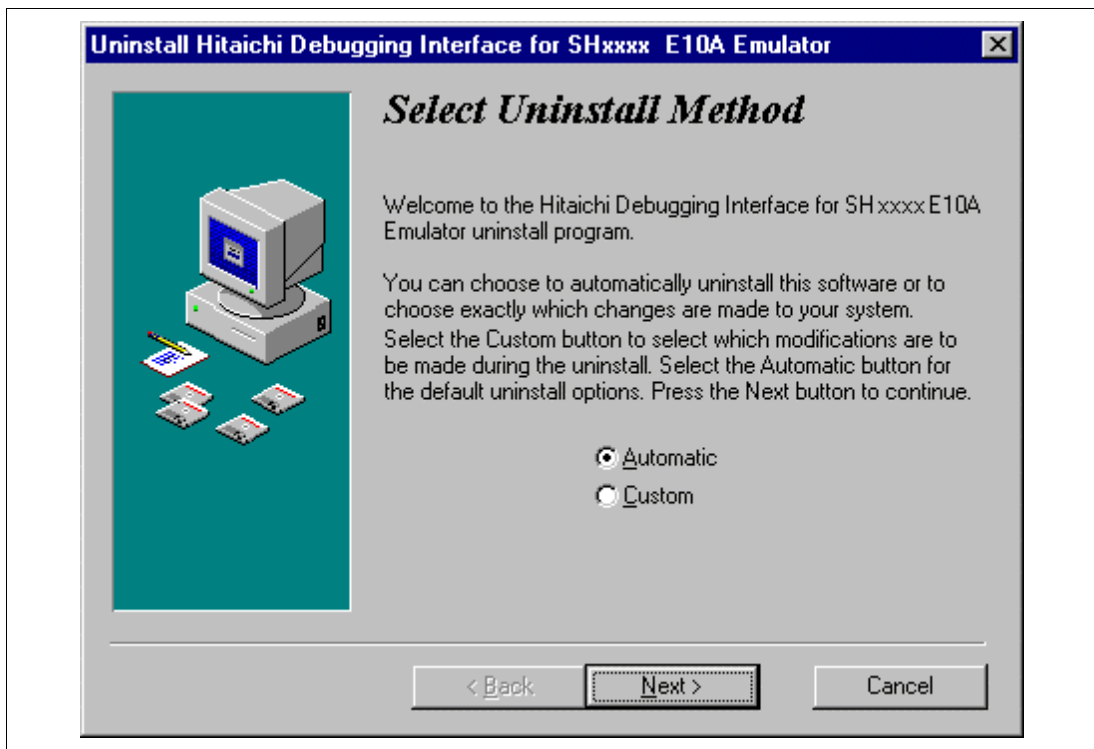 Uninstall Hitaichi Debugging Interface for SHxxxx E10A Emulator
Select Uninstall Method
Welcome to the Hitaichi Debugging Interface for SHxxxx E10A
Emulator uninstall program.
You can choose to automatically uninstall this software or to
choose exactly which changes are made to your system.
Select the Custom button to select which modifications are to
be made during the uninstall. Select the Automatic button for
the default uninstall options. Press the Next button to continue.
Automatic
Custom
< Back
Next >
Cancel